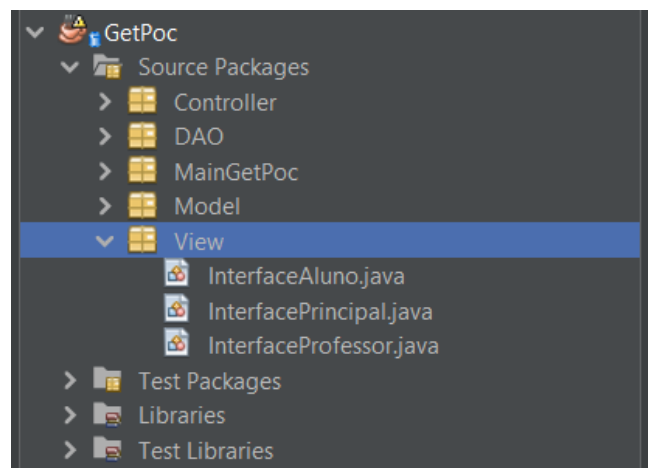 GetPoc
Source Packages
Controller
DAO
MainGetPoc
Model
View
InterfaceAluno.java
InterfacePrincipal.java
InterfaceProfessor.java
Test Packages
Libraries
Test Libraries